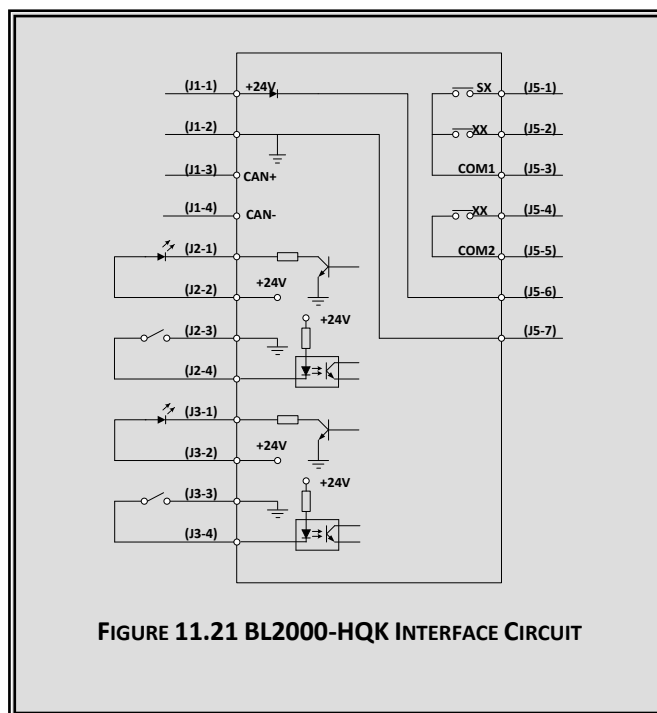 (J1-1) +24V SX (J5-1)
(J1-2) XX (J5-2)
(J1-3) CAN+ COM1 (J5-3)
(J1-4) CAN- XX (J5-4)
(J2-1) COM2 (J5-5)
(J2-2) +24V (J5-6)
+24V
(J2-3) (J5-7)
(J2-4)
(J3-1)
(J3-2) +24V
+24V
(J3-3)
(J3-4)
FIGURE 11.21 BL2000-HQK INTERFACE CIRCUIT